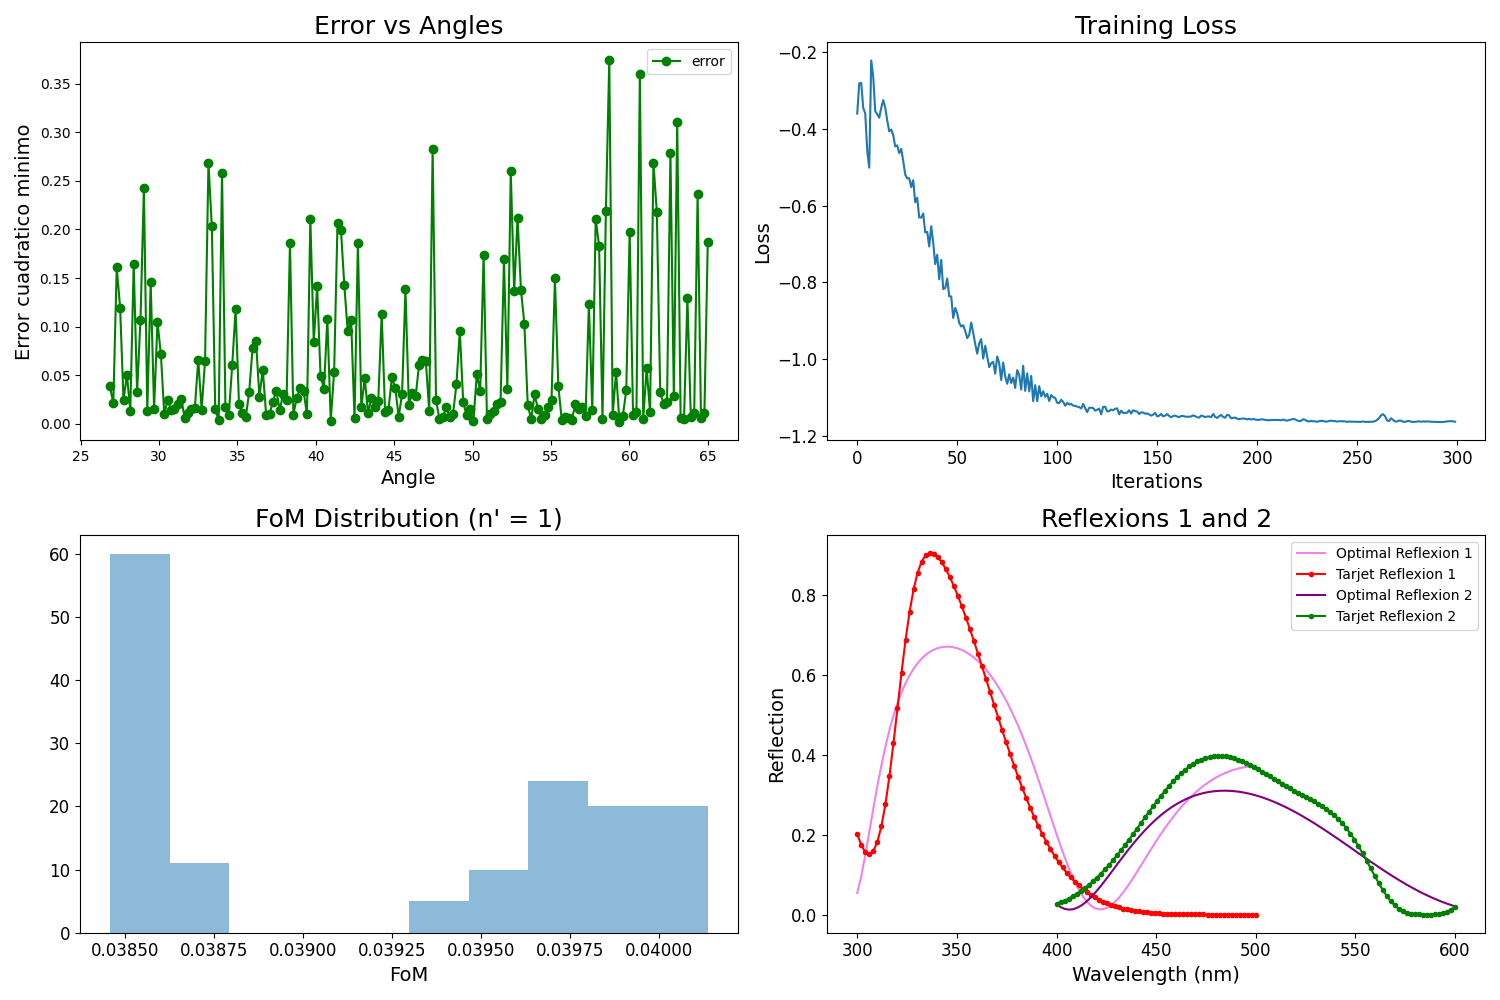 Error vs Angles
error
Error cuadratico minimo
0.35
0.30
0.25
0.20
0.15
0.10
0.05
0.00
25 30 35 40 45 50 55 60 65
Angle
Training Loss
Loss
−0.2
−0.4
−0.6
−0.8
−1.0
−1.2
0 50 100 150 200 250 300
Iterations
FoM Distribution (n' = 1)
60
50
40
30
20
10
0
0.03850 0.03875 0.03900 0.03925 0.03950 0.03975 0.04000
FoM
Reflexions 1 and 2
Optimal Reflexion 1
Tarjet Reflexion 1
Optimal Reflexion 2
Tarjet Reflexion 2
Reflection
0.8
0.6
0.4
0.2
0.0
300 350 400 450 500 550 600
Wavelength (nm)